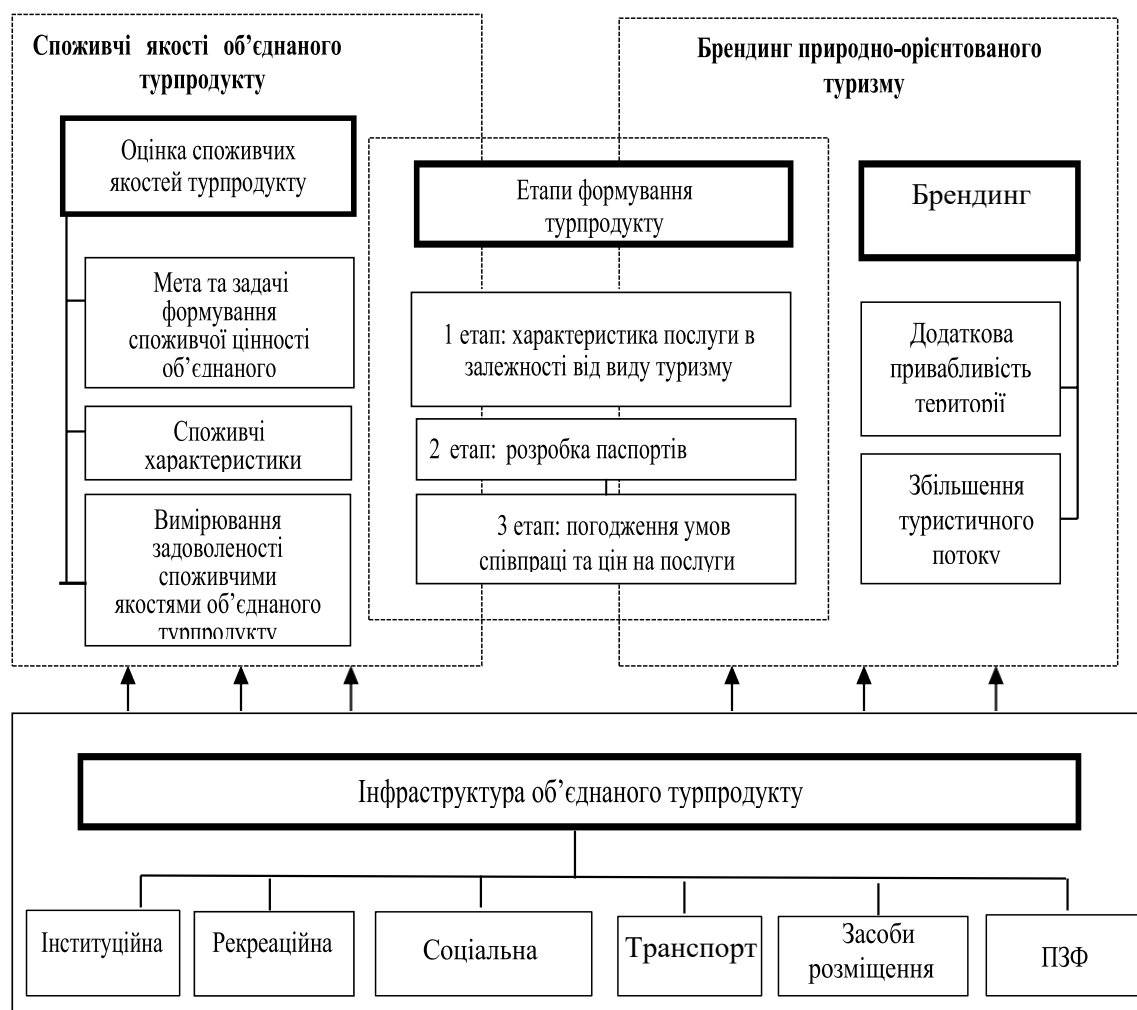 Споживчі якості об’єднаного
турпродукту
Брендинг природно-орієнтованого
туризму
Оцінка споживчих
якостей турпродукту
Мета та задачі
формування
споживчої цінності
об’єднаного
Споживчі
характеристики
Вимірювання
задоволеності
споживчими
якостями об’єднаного
турпродукту
Етапи формування
турпродукту
1 етап: характеристика послуги в
залежності від виду туризму
2 етап: розробка паспортів
3 етап: погодження умов
співпраці та цін на послуги
Брендинг
Додаткова
привабливість
території
Збільшення
туристичного
потоку
Інфраструктура об’єднаного турпродукту
Інституційна
Рекреаційна
Соціальна
Транспорт
Засоби
розміщення
ПЗФ